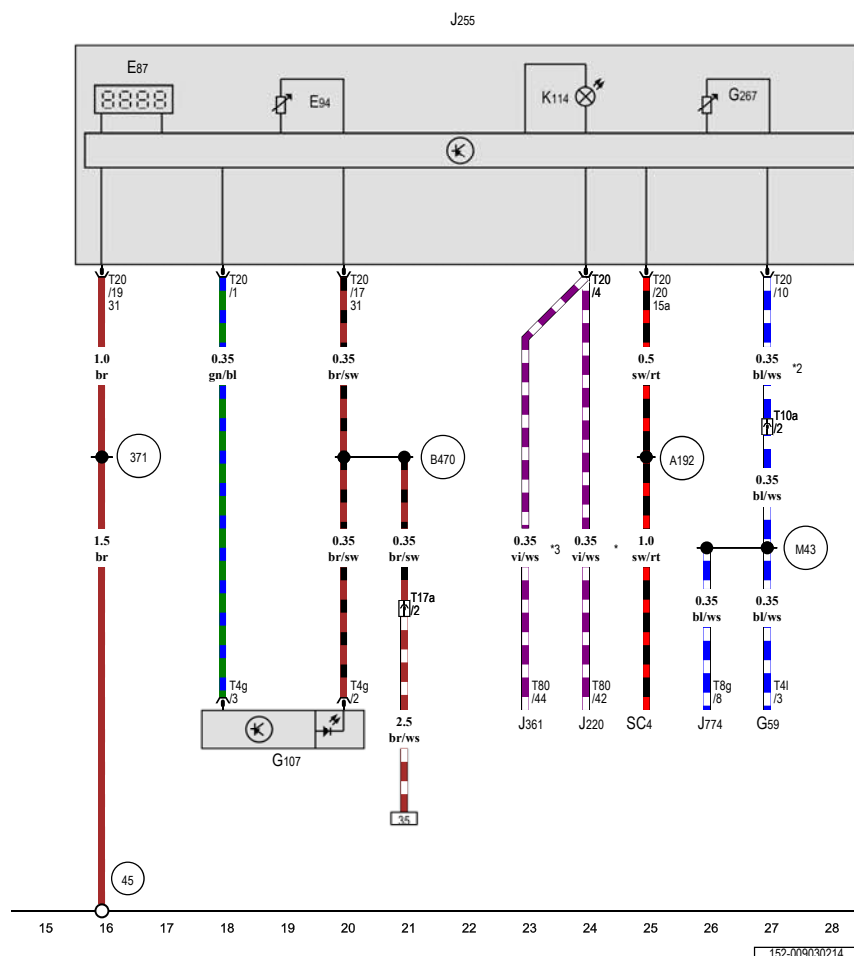 J255
E87
E94
K114
G267
T20
/19
31
T20
/1
T20
/17
31
T20
/4
T20
/20
15a
T20
/10
1.0
br
0.35
gn/bl
0.35
br/sw
0.5
sw/rt
0.35
bl/ws
*2
T10a
/2
371
B470
A192
0.35
bl/ws
1.5
br
0.35
br/sw
0.35
br/sw
0.35
vi/ws
*3
0.35
vi/ws
*
1.0
sw/rt
M43
T17a
/2
0.35
bl/ws
0.35
bl/ws
T4g
/3
T4g
/2
T80
/44
T80
/42
T8g
/8
T4l
/3
2.5
br/ws
J361
J220
SC4
J774
G59
G107
35
45
15 16 17 18 19 20 21 22 23 24 25 26 27 28
152-009030214